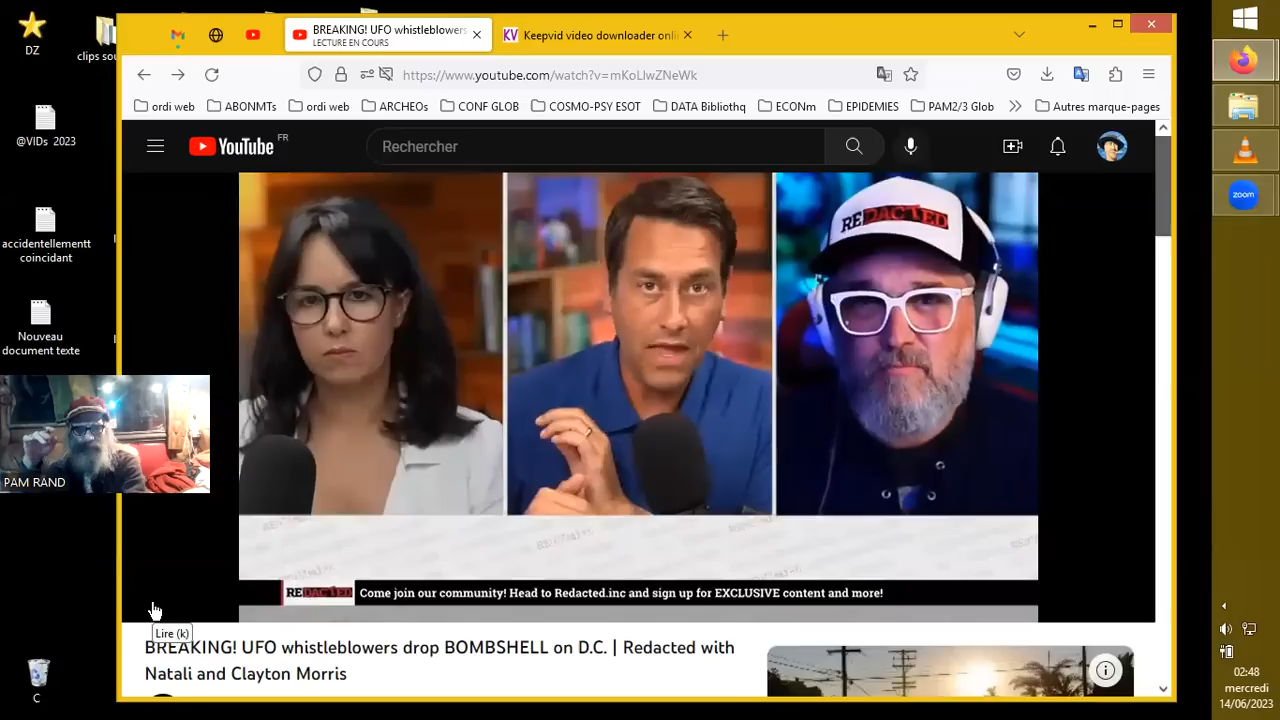 DZ
clips sou
@VIDs 2023
accidentellementt
coincidant
Nouveau
document texte
PAM RAND
C
BREAKING! UFO whistleblowers
LECTURE EN COURS
KV Keepvid video downloader onli
https://www.youtube.com/watch?v=mKoLlwZNeWk
ordi web
ABONMTs
ordi web
ARCHEOs
CONF GLOB
COSMO-PSY ESOT
DATA Bibliothq
ECONm
EPIDEMIES
PAM2/3 Glob
Autres marque-pages
YouTube FR
Rechercher
REDACTED
REDACTED Come join our community! Head to Redacted.inc and sign up for EXCLUSIVE content and more!
Lire (k)
BREAKING! UFO whistleblowers drop BOMBSHELL on D.C. | Redacted with
Natali and Clayton Morris
zoom
02:48
mercredi
14/06/2023